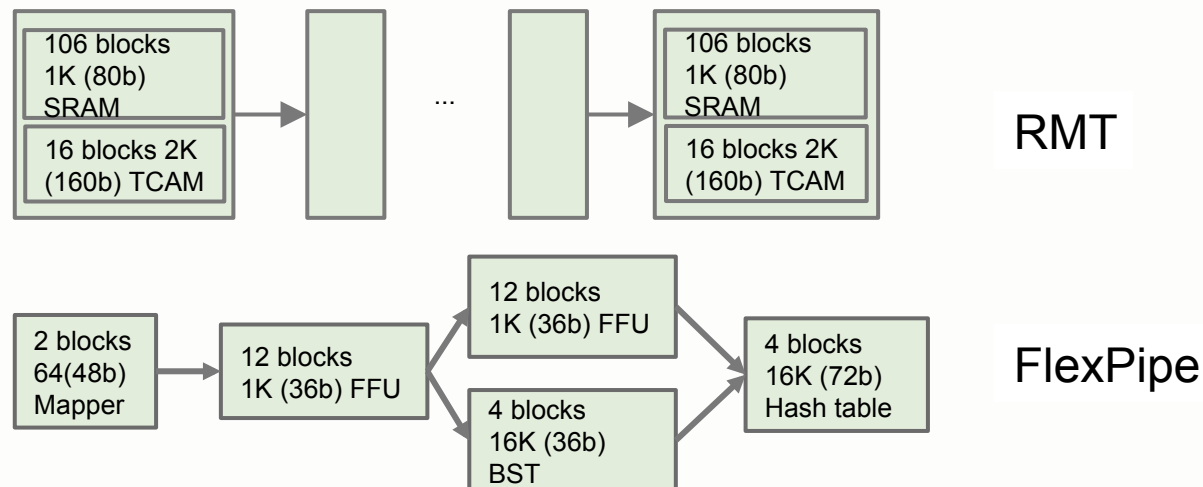 106 blocks
1K (80b)
SRAM
16 blocks 2K
(160b) TCAM
...
106 blocks
1K (80b)
SRAM
16 blocks 2K
(160b) TCAM
RMT
2 blocks
64(48b)
Mapper
12 blocks
1K (36b) FFU
12 blocks
1K (36b) FFU
4 blocks
16K (36b)
BST
4 blocks
16K (72b)
Hash table
FlexPipe